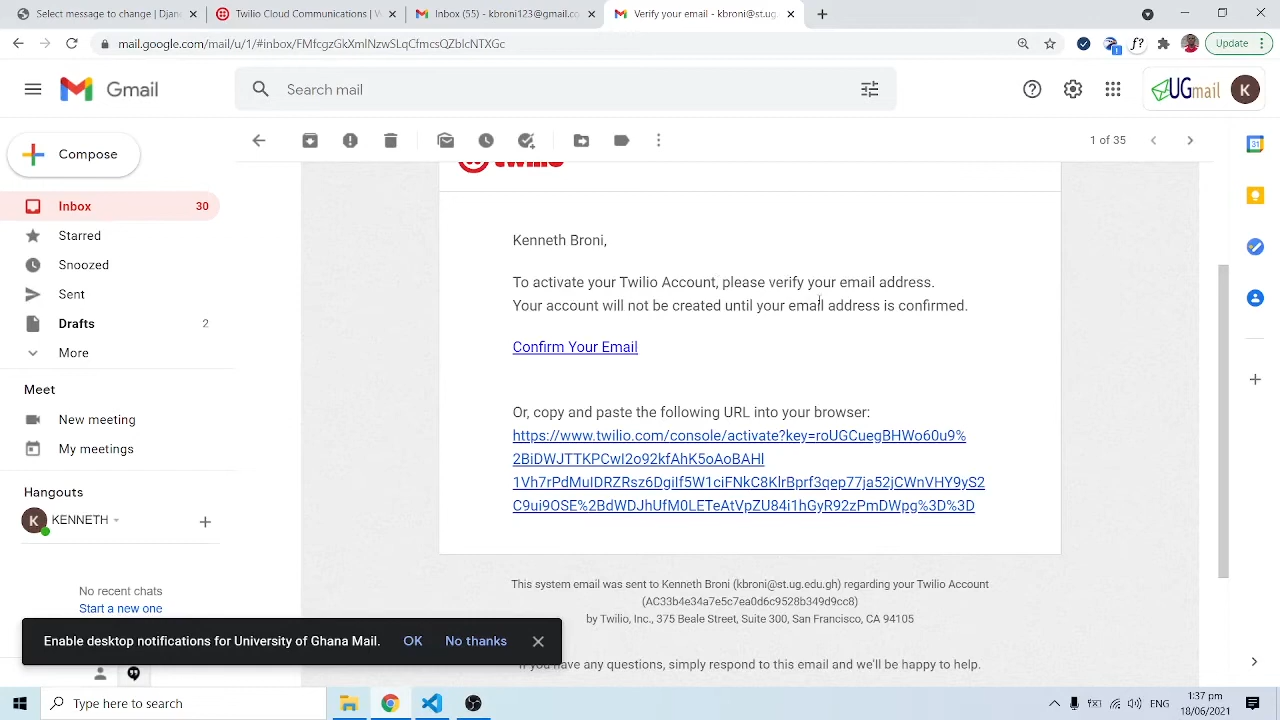 Select message to change | Djan
Twilio Communications | V
Inbox (55) - kbroni123@gmail.co
Verify your email - kbroni@st.ug.
mail.google.com/mail/u/1/#inbox/FMfcgzGkXmlNzvSLqCfmcsQZblcNTXGc
Update
Gmail
Search mail
UGmail
K
Compose
1 of 35
31
Inbox 30
Starred
Snoozed
Sent
Drafts 2
More
Meet
New meeting
My meetings
Hangouts
K KENNETH
No recent chats
Start a new one
twilio
Kenneth Broni,
To activate your Twilio Account, please verify your email address.
Your account will not be created until your email address is confirmed.
Confirm Your Email
Or, copy and paste the following URL into your browser:
https://www.twilio.com/console/activate?key=roUGCuegBHWo60u9%
2BiDWJTTKPCwI2o92kfAhK5oAoBAHI
1Vh7rPdMuIDRZRsz6DgiIf5W1ciFNkC8KlrBprf3qep77ja52jCWnVHY9yS2
C9ui9OSE%2BdWDJhUfM0LETeAtVpZU84i1hGyR92zPmDWpg%3D%3D
This system email was sent to Kenneth Broni (kbroni@st.ug.edu.gh) regarding your Twilio Account
(AC33b4e34a7e5c7ea0d6c9528b349d9cc8)
by Twilio, Inc., 375 Beale Street, Suite 300, San Francisco, CA 94105
If you have any questions, simply respond to this email and we'll be happy to help.
Enable desktop notifications for University of Ghana Mail. OK No thanks
Type here to search
ENG
1:37 pm
18/06/2021